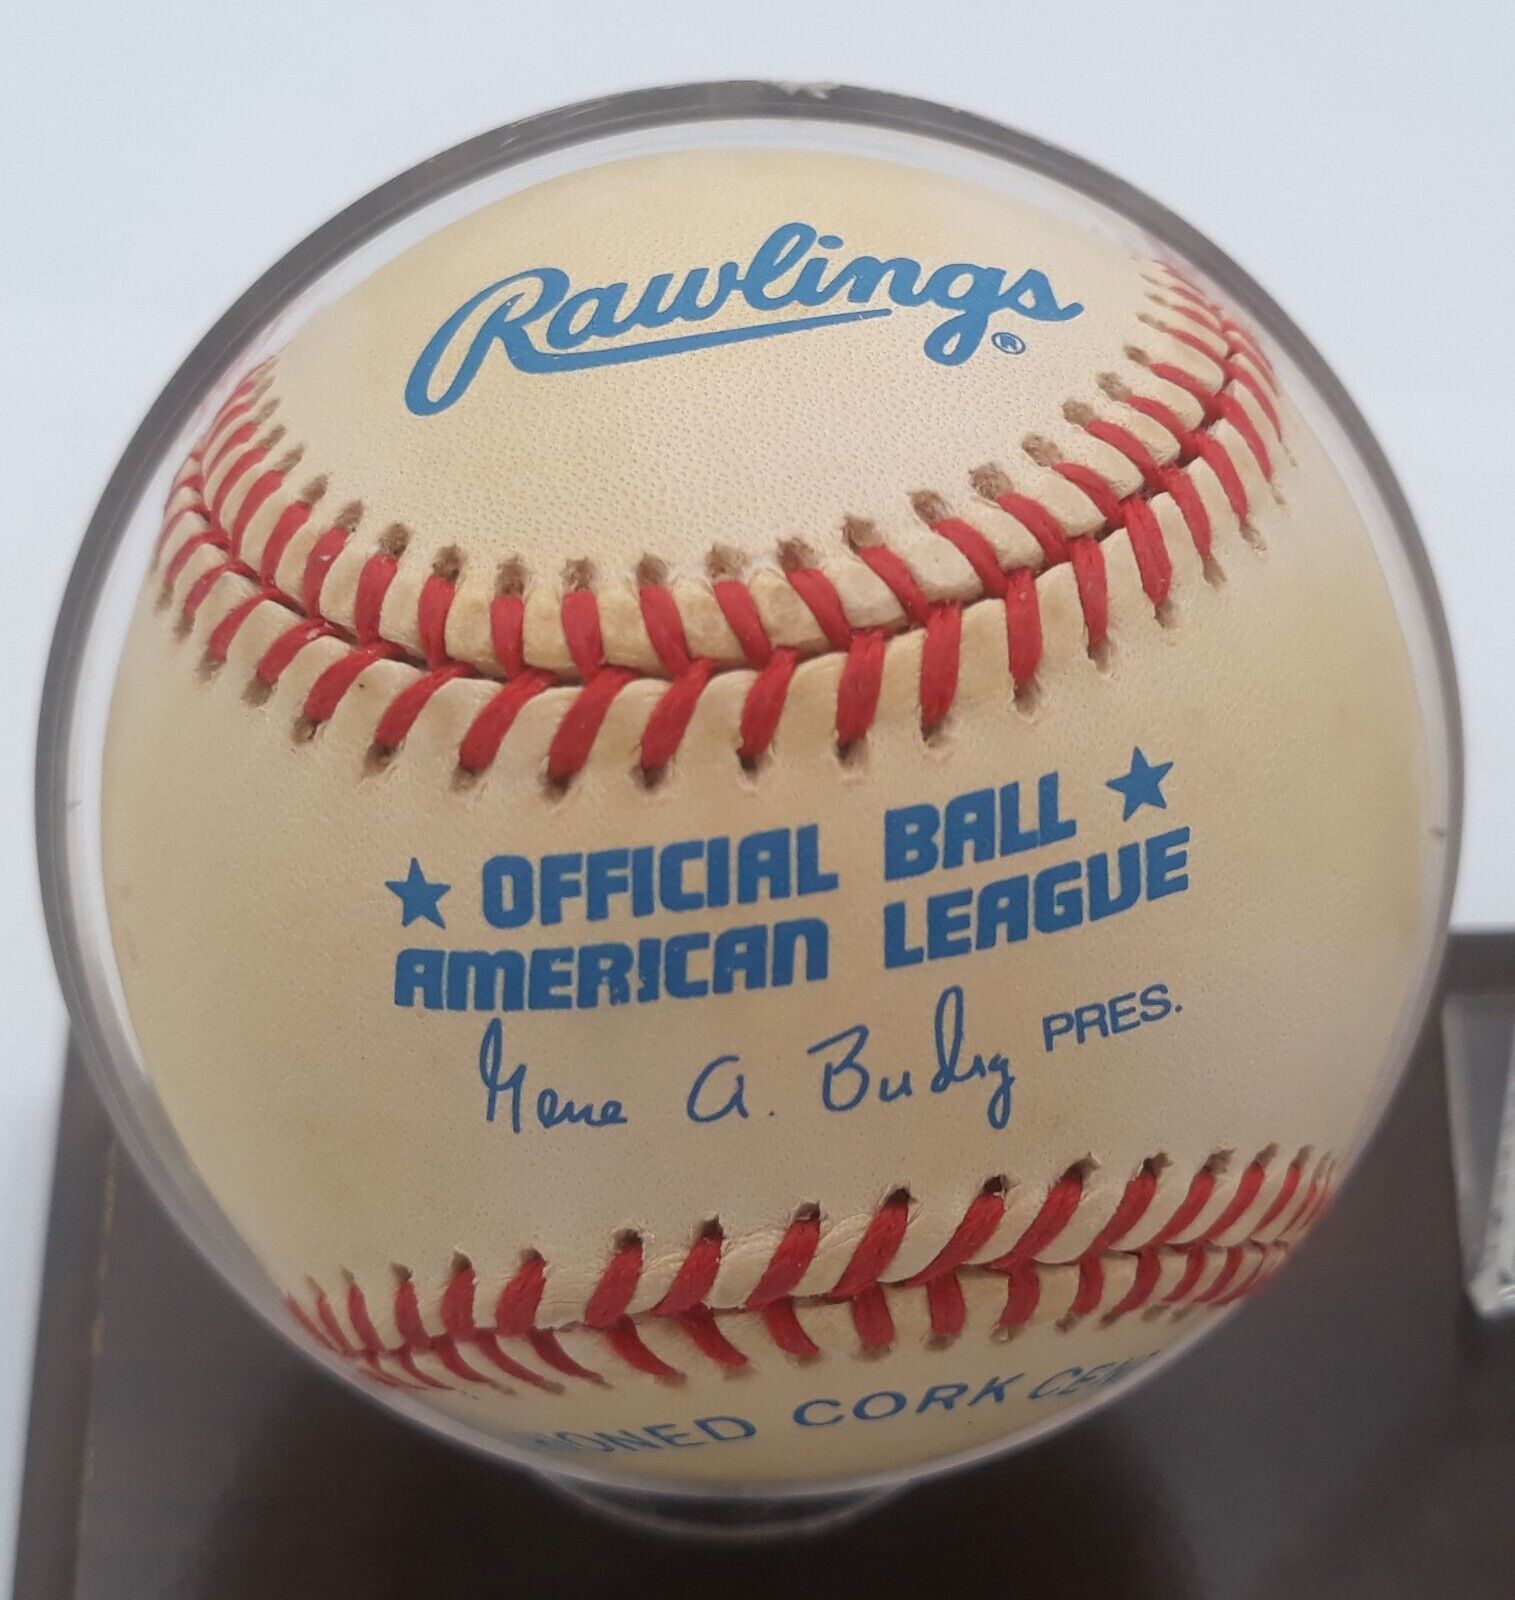 Rawlings ®
★ OFFICIAL BALL ★
AMERICAN LEAGUE
Gene A. Budig PRES.
CORK